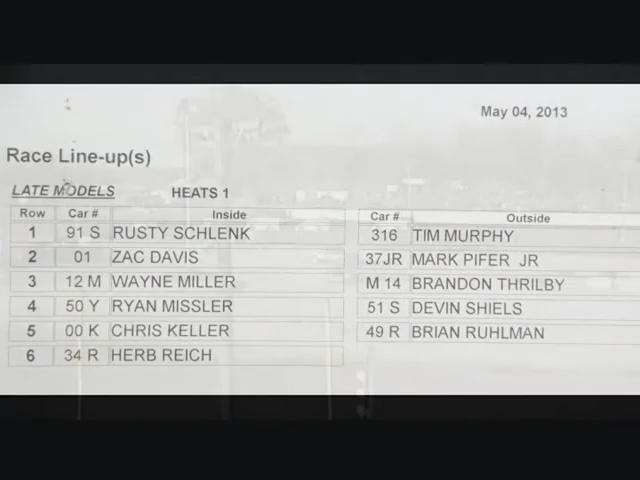 May 04, 2013
Race Line-up(s)
LATE MODELS HEATS 1
Row Car # Inside Car # Outside
1 91 S RUSTY SCHLENK 316 TIM MURPHY
2 01 ZAC DAVIS 37JR MARK PIFER JR
3 12 M WAYNE MILLER M 14 BRANDON THRILBY
4 50 Y RYAN MISSLER 51 S DEVIN SHIELS
5 00 K CHRIS KELLER 49 R BRIAN RUHLMAN
6 34 R HERB REICH